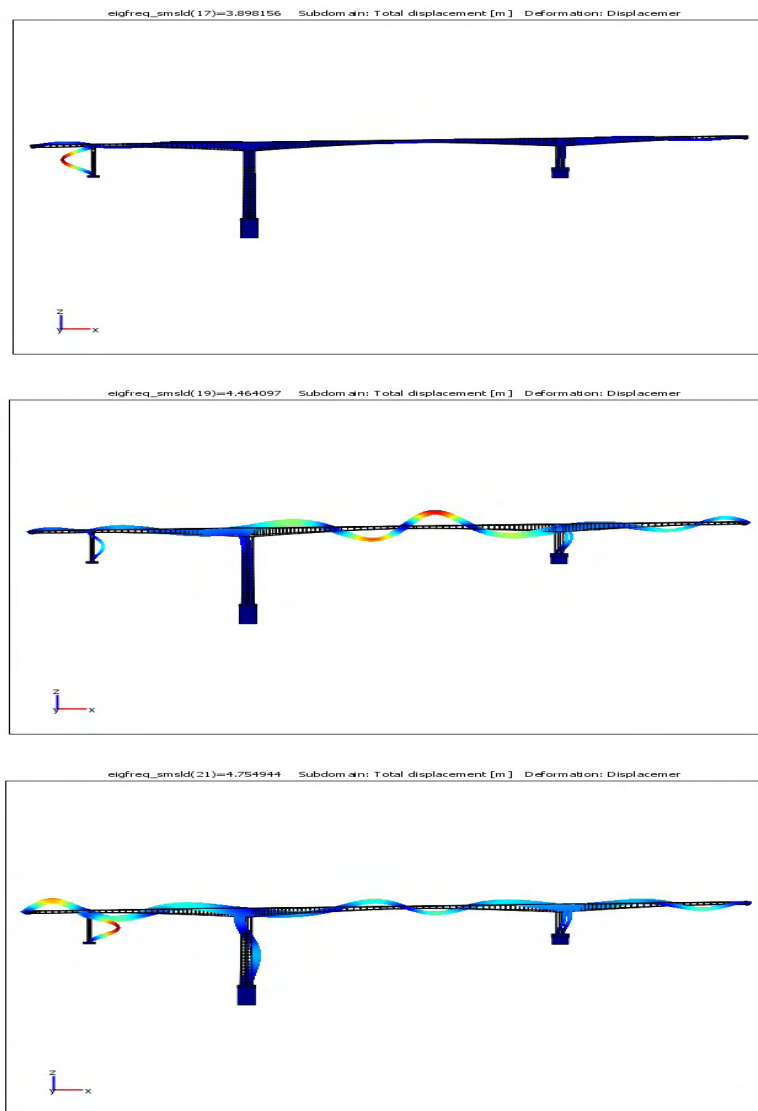 eigfreq_smsld(17)=3.898156 Subdomain: Total displacement [m] Deformation: Displacemer
z
y x
eigfreq_smsld(19)=4.464097 Subdomain: Total displacement [m] Deformation: Displacemer
z
y x
eigfreq_smsld(21)=4.754944 Subdomain: Total displacement [m] Deformation: Displacemer
z
y x